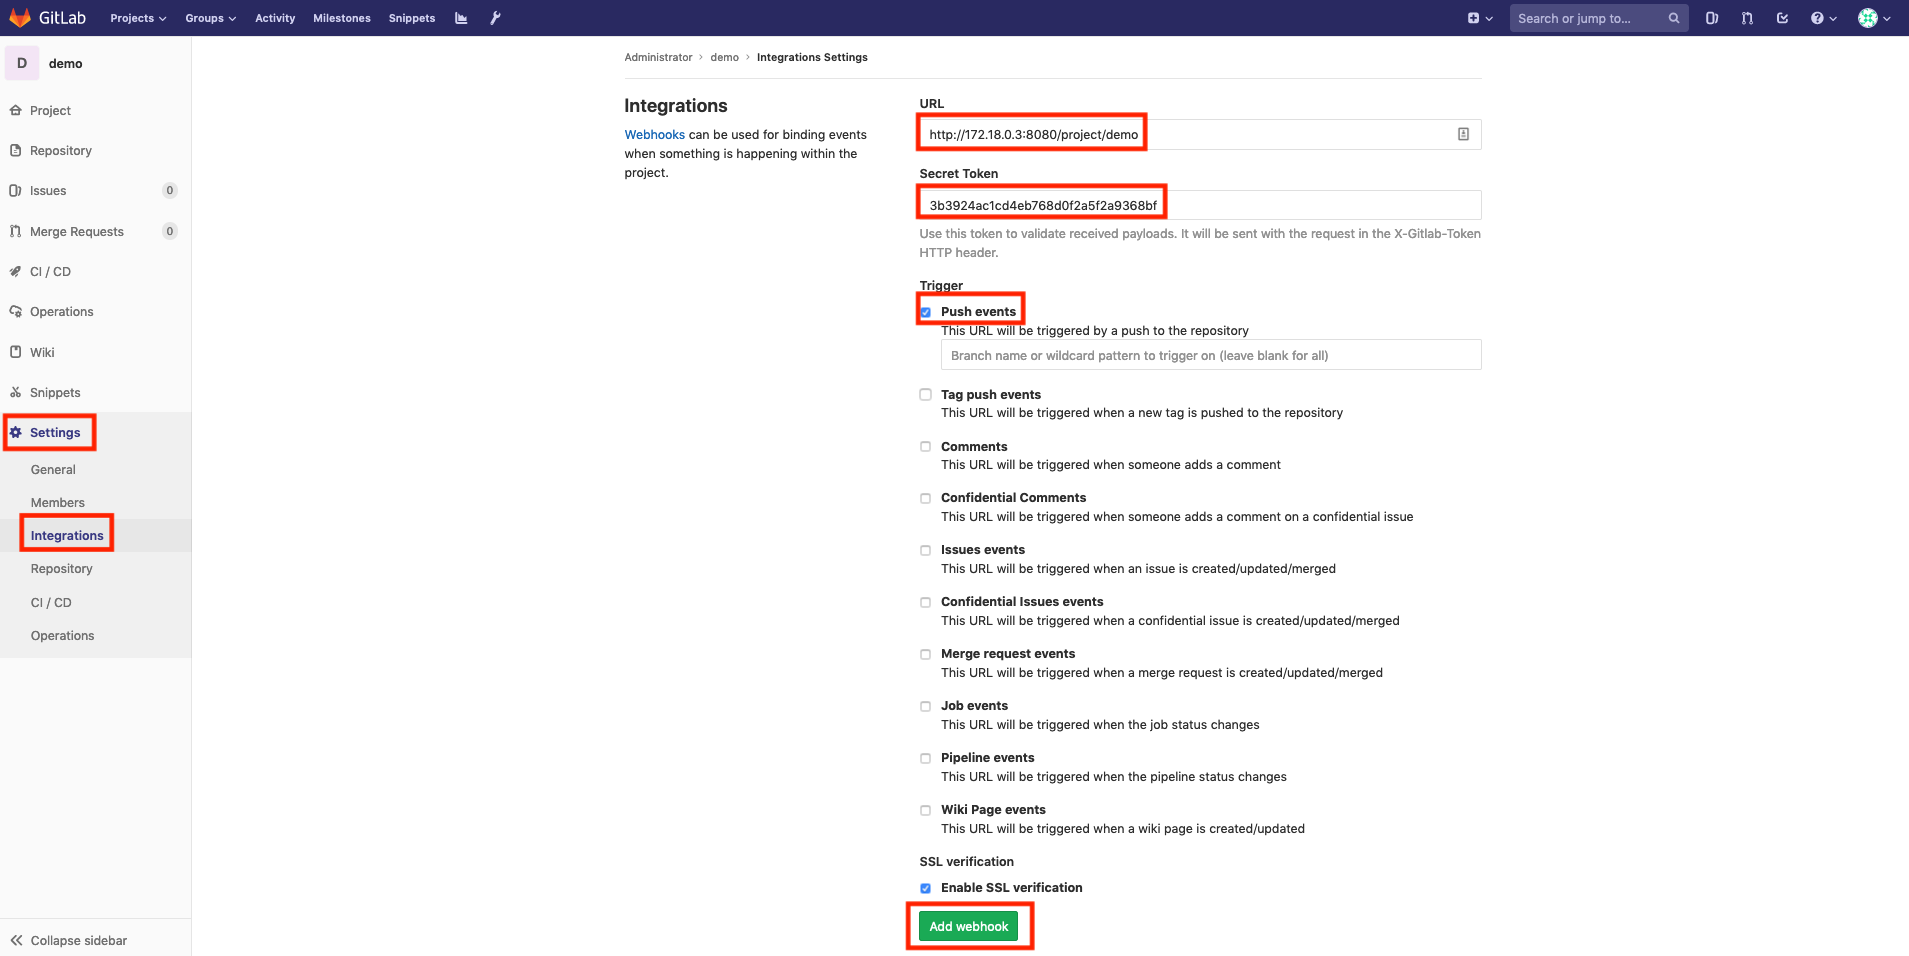 GitLab Projects Groups Activity Milestones Snippets Search or jump to...
D demo
Project
Repository
Issues 0
Merge Requests 0
CI / CD
Operations
Wiki
Snippets
Settings
General
Members
Integrations
Repository
CI / CD
Operations
Collapse sidebar
Administrator › demo › Integrations Settings
Integrations
Webhooks can be used for binding events
when something is happening within the
project.
URL
http://172.18.0.3:8080/project/demo
Secret Token
3b3924ac1cd4eb768d0f2a5f2a9368bf
Use this token to validate received payloads. It will be sent with the request in the X-Gitlab-Token
HTTP header.
Trigger
Push events
This URL will be triggered by a push to the repository
Branch name or wildcard pattern to trigger on (leave blank for all)
Tag push events
This URL will be triggered when a new tag is pushed to the repository
Comments
This URL will be triggered when someone adds a comment
Confidential Comments
This URL will be triggered when someone adds a comment on a confidential issue
Issues events
This URL will be triggered when an issue is created/updated/merged
Confidential Issues events
This URL will be triggered when a confidential issue is created/updated/merged
Merge request events
This URL will be triggered when a merge request is created/updated/merged
Job events
This URL will be triggered when the job status changes
Pipeline events
This URL will be triggered when the pipeline status changes
Wiki Page events
This URL will be triggered when a wiki page is created/updated
SSL verification
Enable SSL verification
Add webhook